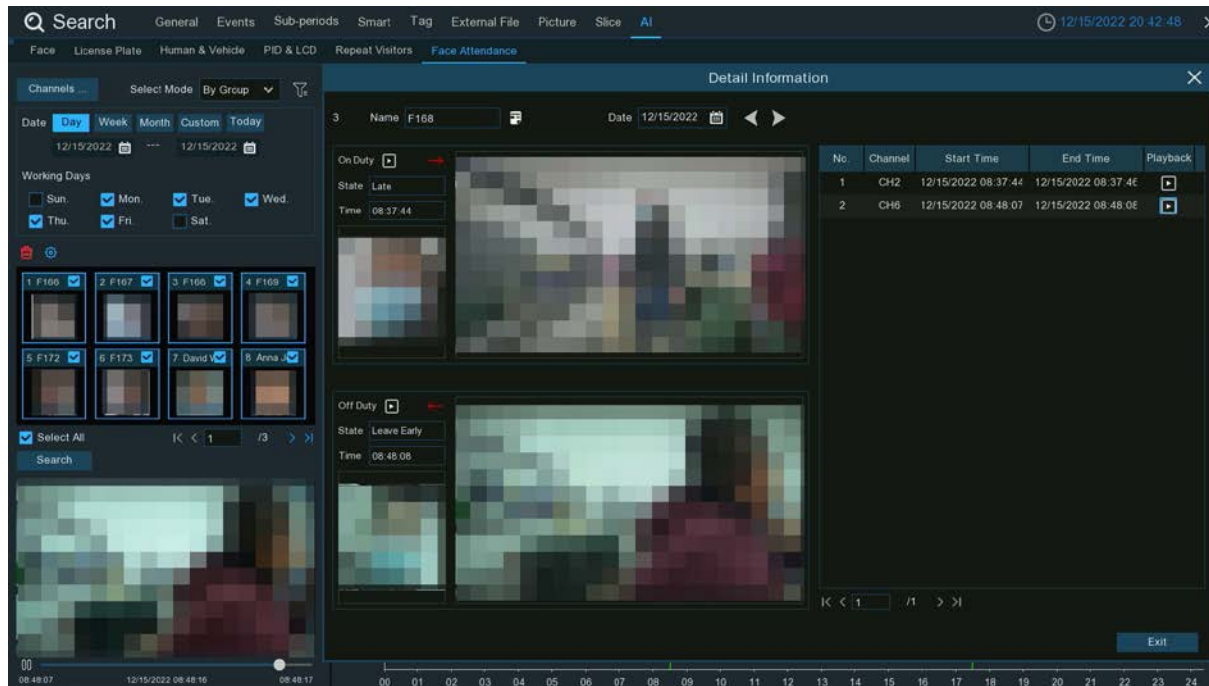 Search General Events Sub-periods Smart Tag External File Picture Slice AI 12/15/2022 20:42:48
Face License Plate Human & Vehicle PID & LCD Repeat Visitors Face Attendance
Detail Information
Channels ... Select Mode By Group
Date Day Week Month Custom Today
12/15/2022 --- 12/15/2022
Working Days
Sun. Mon. Tue. Wed.
Thu. Fri. Sat.
1 F166 2 F167 3 F166 4 F169
5 F172 6 F173 7 David 8 Anna J
Select All 1 /3
Search
08:48:07 12/15/2022 08:48:16 08:48:17
3 Name F168 Date 12/15/2022
On Duty
State Late
Time 08:37:44
Off Duty
State Leave Early
Time 08:48:08
No. Channel Start Time End Time Playback
1 CH2 12/15/2022 08:37:44 12/15/2022 08:37:46
2 CH6 12/15/2022 08:48:07 12/15/2022 08:48:08
1 /1
Exit
00 01 02 03 04 05 06 07 08 09 10 11 12 13 14 15 16 17 18 19 20 21 22 23 24